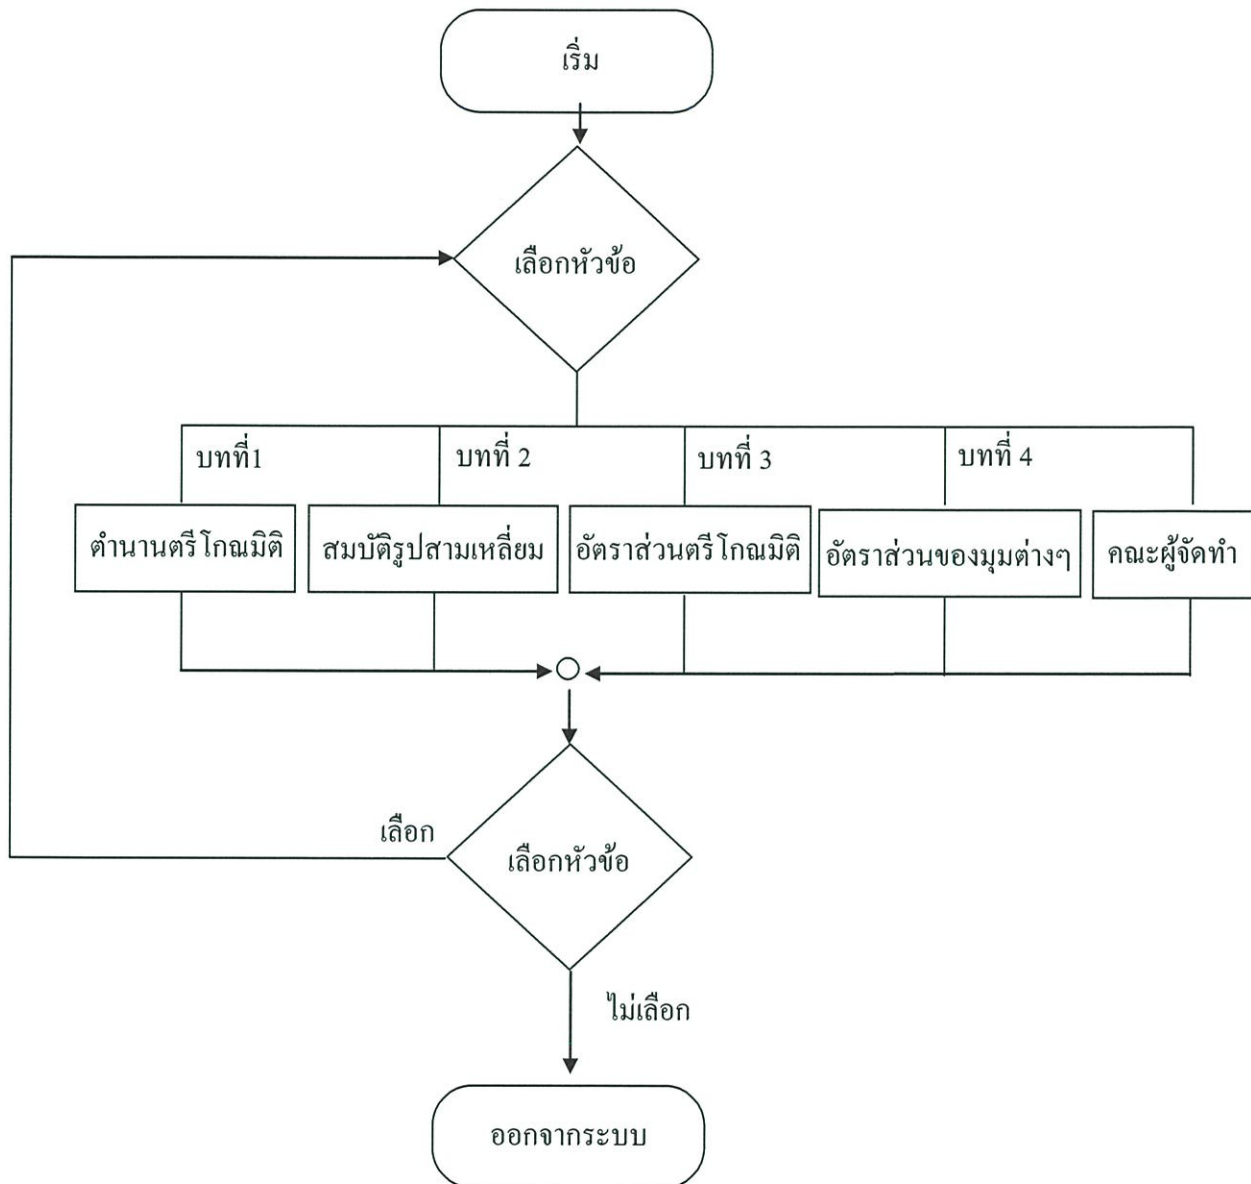 เริ่ม
เลือกหัวข้อ
บทที่1
บทที่ 2
บทที่ 3
บทที่ 4
ตำนานตรีโกณมิติ
สมบัติรูปสามเหลี่ยม
อัตราส่วนตรีโกณมิติ
อัตราส่วนของมุมต่างๆ
คณะผู้จัดทำ
เลือก
เลือกหัวข้อ
ไม่เลือก
ออกจากระบบ